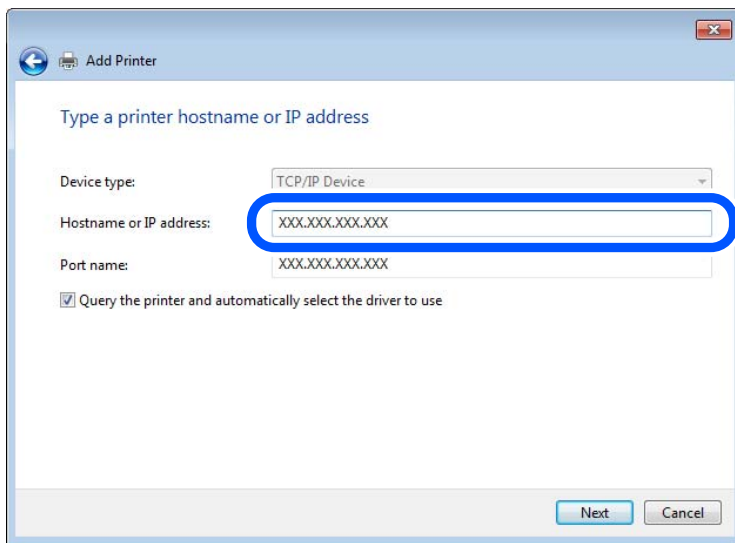 Add Printer
Type a printer hostname or IP address
Device type: TCP/IP Device
Hostname or IP address: XXX.XXX.XXX.XXX
Port name: XXX.XXX.XXX.XXX
Query the printer and automatically select the driver to use
Next Cancel